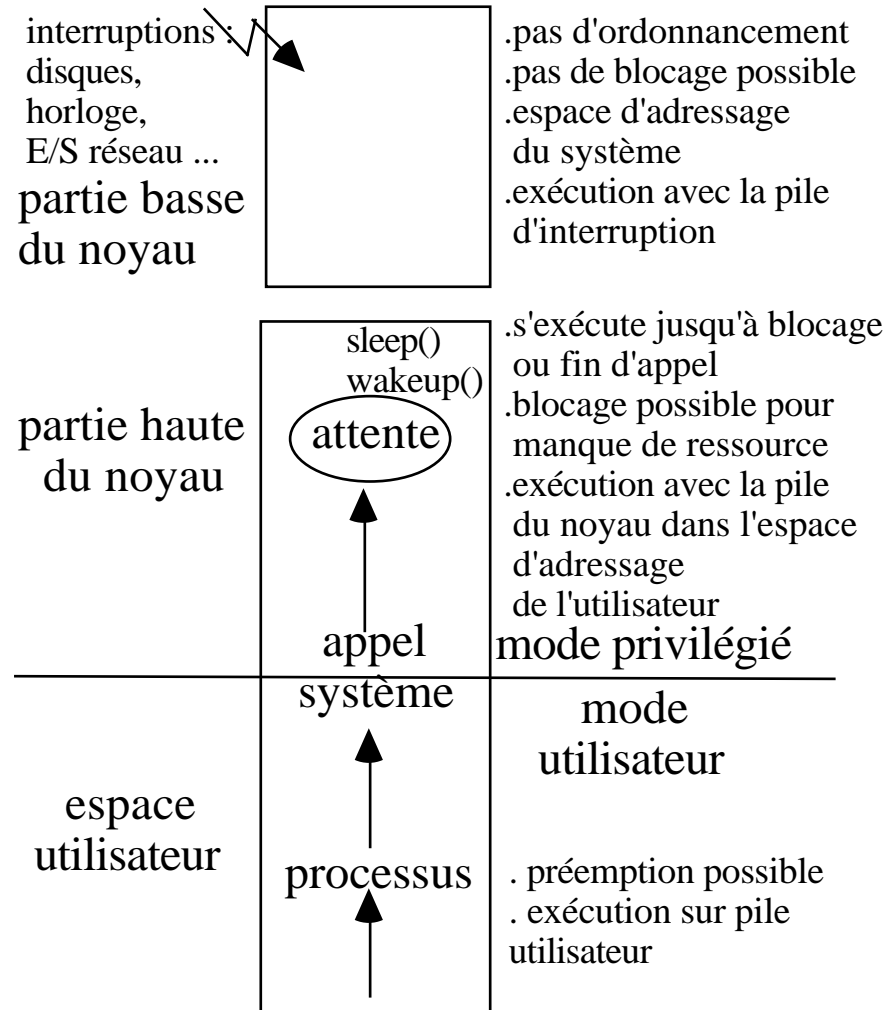 interruptions :
disques,
horloge,
E/S réseau ...
partie basse
du noyau
.pas d'ordonnancement
.pas de blocage possible
.espace d'adressage
du système
.exécution avec la pile
d'interruption
sleep()
wakeup()
attente
partie haute
du noyau
.s'exécute jusqu'à blocage
ou fin d'appel
.blocage possible pour
manque de ressource
.exécution avec la pile
du noyau dans l'espace
d'adressage
de l'utilisateur
appel
système
mode privilégié
mode
utilisateur
espace
utilisateur
processus
. préemption possible
. exécution sur pile
utilisateur